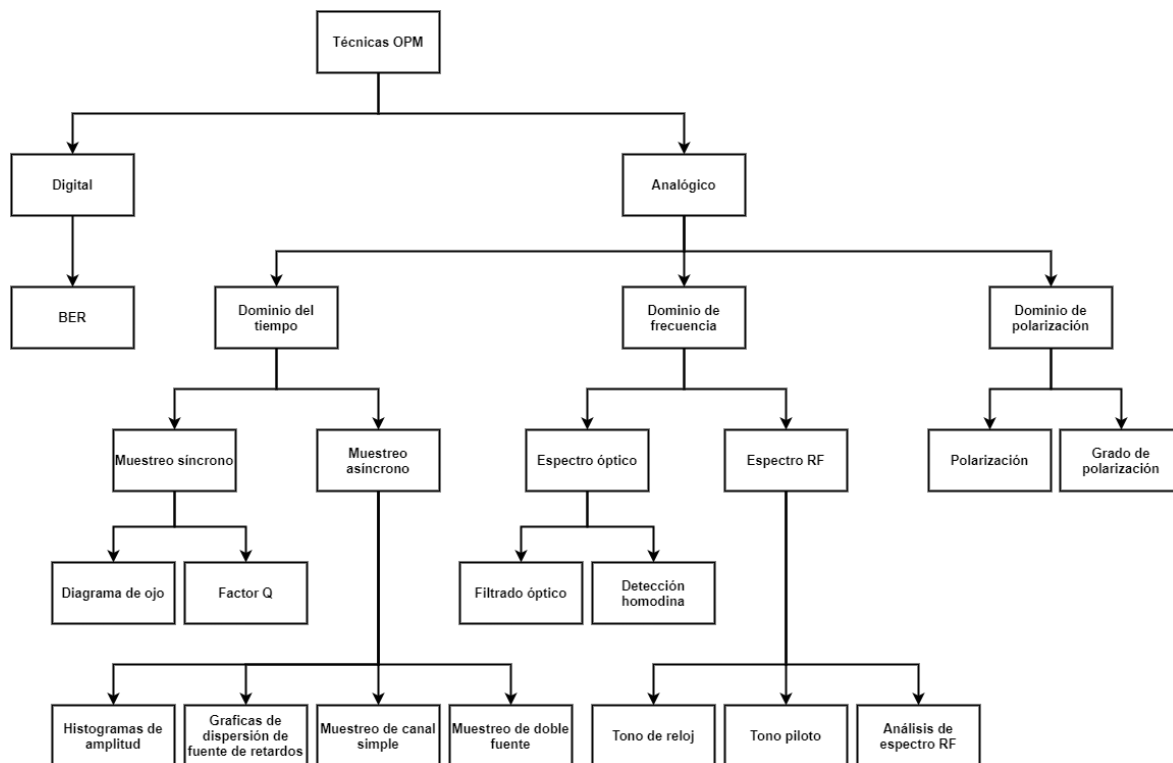 Técnicas OPM
Digital
Analógico
BER
Dominio del
tiempo
Dominio de
frecuencia
Dominio de
polarización
Muestreo síncrono
Muestreo
asíncrono
Espectro óptico
Espectro RF
Polarización
Grado de
polarización
Diagrama de ojo
Factor Q
Filtrado óptico
Detección
homodina
Histogramas de
amplitud
Graficas de
dispersión de
fuente de retardos
Muestreo de canal
simple
Muestreo de doble
fuente
Tono de reloj
Tono piloto
Análisis de
espectro RF